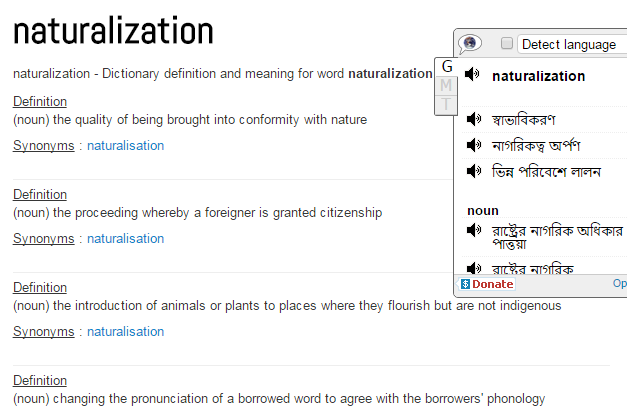 naturalization
naturalization - Dictionary definition and meaning for word naturalization
Definition
(noun) the quality of being brought into conformity with nature
Synonyms : naturalisation
Definition
(noun) the proceeding whereby a foreigner is granted citizenship
Synonyms : naturalisation
Definition
(noun) the introduction of animals or plants to places where they flourish but are not indigenous
Synonyms : naturalisation
Definition
(noun) changing the pronunciation of a borrowed word to agree with the borrowers' phonology
Detect language
G
M
T
naturalization
স্বাভাবিকরণ
নাগরিকত্ব অর্পণ
ভিন্ন পরিবেশে লালন
noun
রাষ্ট্রের নাগরিক অধিকার
পাত্তয়া
রাষ্টের নাগরিক
$ Donate
Op